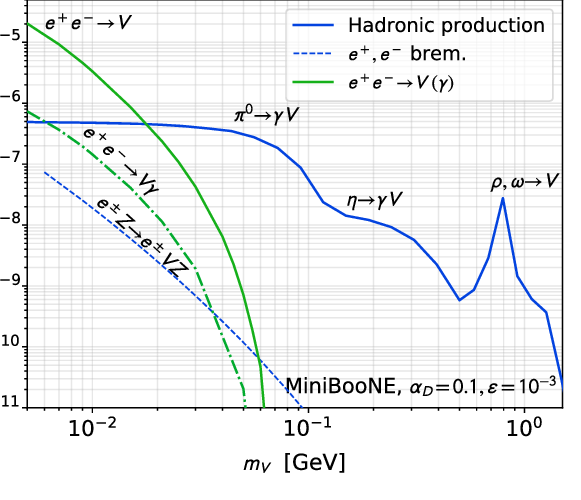 e⁺e⁻→V
Hadronic production
e⁺, e⁻ brem.
e⁺e⁻→V(γ)
−5
−6
−7
−8
−9
10
11
π⁰→γV
e⁺e⁻→Vγ
e±Z→e±VZ
η→γV
ρ, ω→V
MiniBooNE, α_D=0.1, ε=10⁻³
10⁻² 10⁻¹ 10⁰
m_V [GeV]